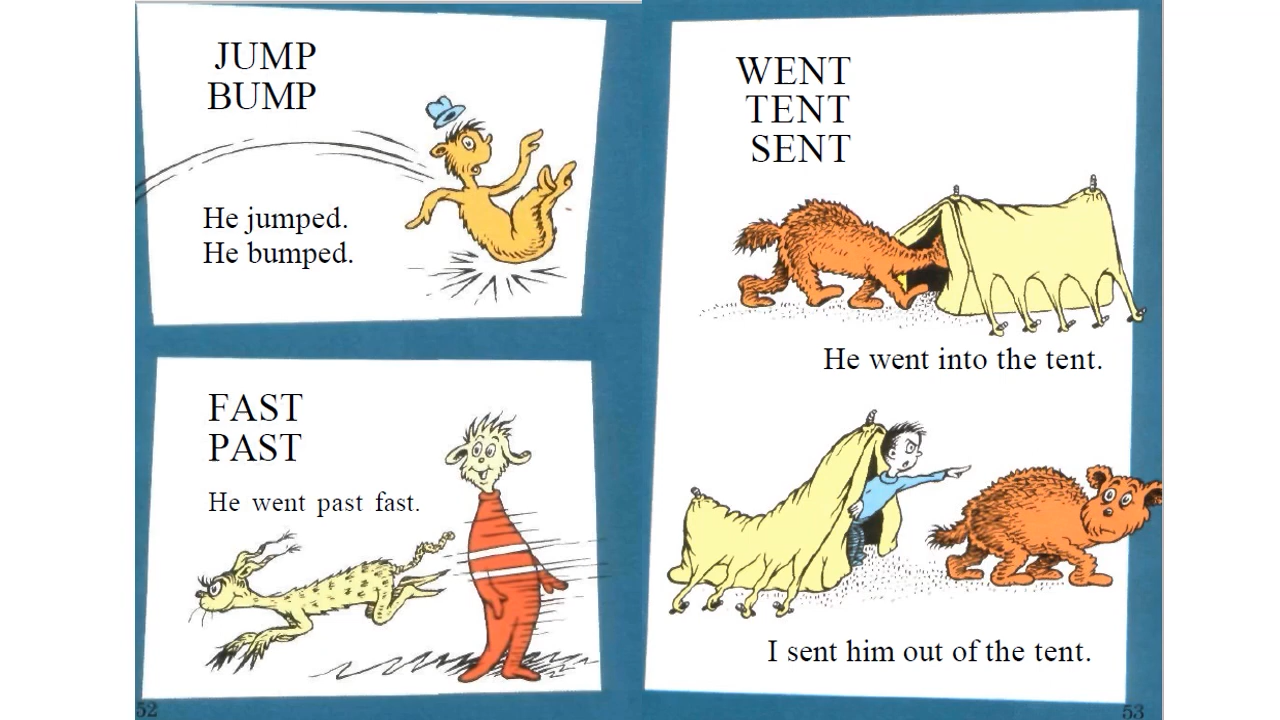 JUMP
BUMP
He jumped.
He bumped.
FAST
PAST
He went past fast.
52
WENT
TENT
SENT
He went into the tent.
I sent him out of the tent.
53